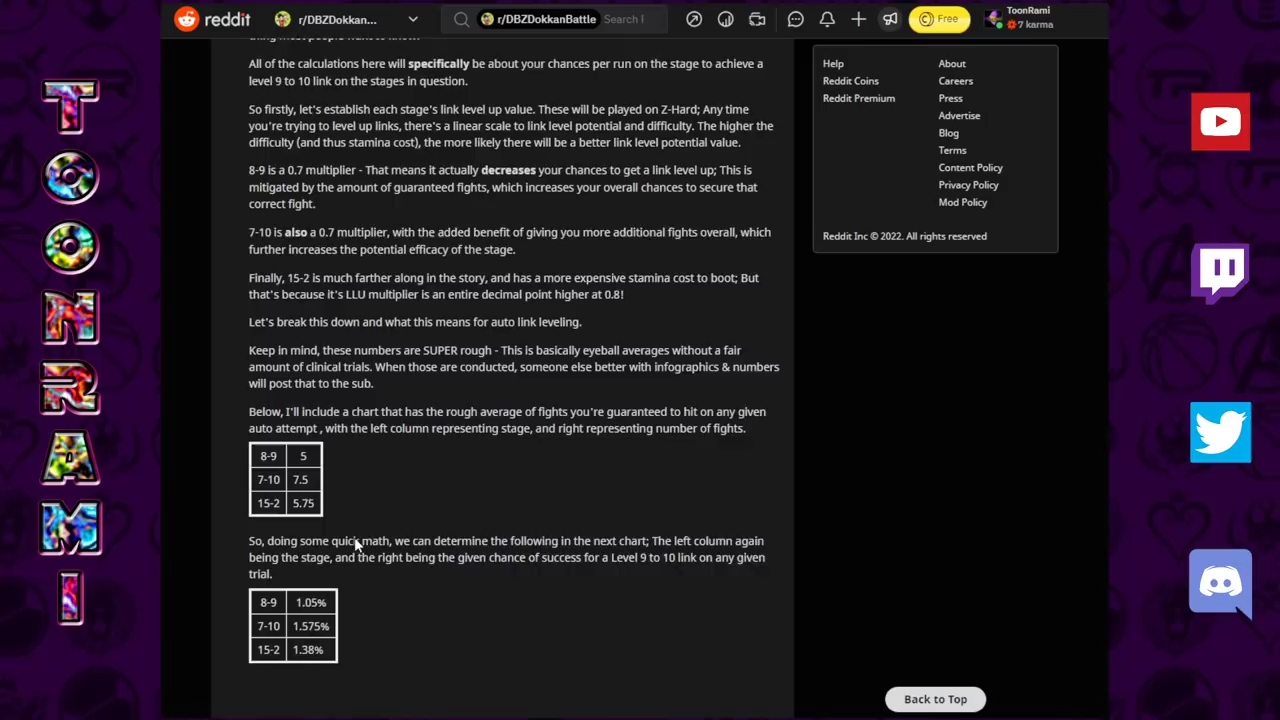 reddit
r/DBZDokkan...
r/DBZDokkanBattle
Search
Free
ToonRami
7 karma
All of the calculations here will specifically be about your chances per run on the stage to achieve a
level 9 to 10 link on the stages in question.
So firstly, let's establish each stage's link level up value. These will be played on Z-Hard; Any time
you're trying to level up links, there's a linear scale to link level potential and difficulty. The higher the
difficulty (and thus stamina cost), the more likely there will be a better link level potential value.
8-9 is a 0.7 multiplier - That means it actually decreases your chances to get a link level up; This is
mitigated by the amount of guaranteed fights, which increases your overall chances to secure that
correct fight.
7-10 is also a 0.7 multiplier, with the added benefit of giving you more additional fights overall, which
further increases the potential efficacy of the stage.
Finally, 15-2 is much farther along in the story, and has a more expensive stamina cost to boot; But
that's because it's LLU multiplier is an entire decimal point higher at 0.8!
Let's break this down and what this means for auto link leveling.
Keep in mind, these numbers are SUPER rough - This is basically eyeball averages without a fair
amount of clinical trials. When those are conducted, someone else better with infographics & numbers
will post that to the sub.
Below, I'll include a chart that has the rough average of fights you're guaranteed to hit on any given
auto attempt , with the left column representing stage, and right representing number of fights.
8-9 5
7-10 7.5
15-2 5.75
So, doing some quick math, we can determine the following in the next chart; The left column again
being the stage, and the right being the given chance of success for a Level 9 to 10 link on any given
trial.
8-9 1.05%
7-10 1.575%
15-2 1.38%
Help About
Reddit Coins Careers
Reddit Premium Press
Advertise
Blog
Terms
Content Policy
Privacy Policy
Mod Policy
Reddit Inc © 2022. All rights reserved
Back to Top
T
O
O
N
R
A
M
I